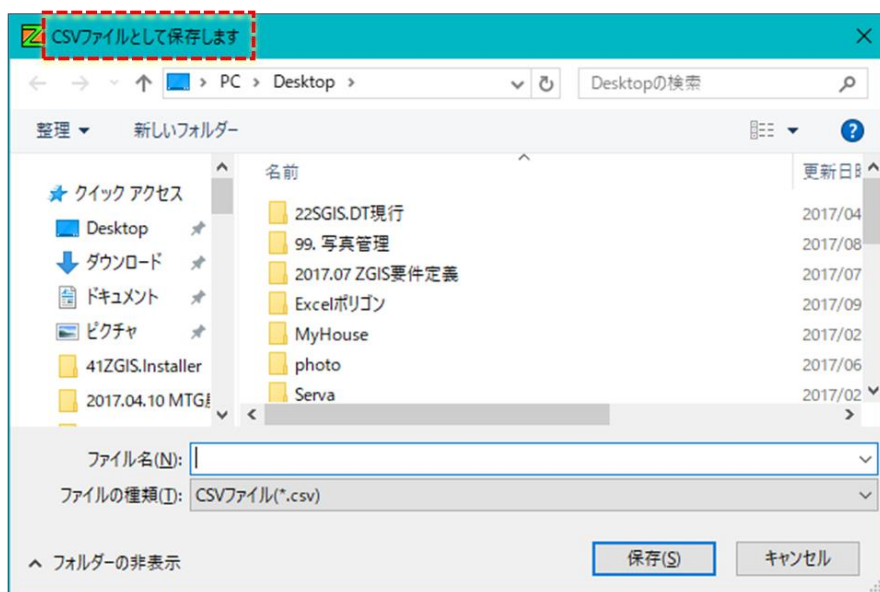 CSVファイルとして保存します
PC > Desktop >
Desktopの検索
整理
新しいフォルダー
?
名前
更新日
クイック アクセス
Desktop
ダウンロード
ドキュメント
ピクチャ
41ZGIS.Installer
2017.04.10 MTG
22SGIS.DT現行 2017/04
99. 写真管理 2017/08
2017.07 ZGIS要件定義 2017/07
Excelポリゴン 2017/09
MyHouse 2017/02
photo 2017/06
Serva 2017/02
ファイル名(N):
ファイルの種類(T): CSVファイル(*.csv)
フォルダーの非表示
保存(S)
キャンセル